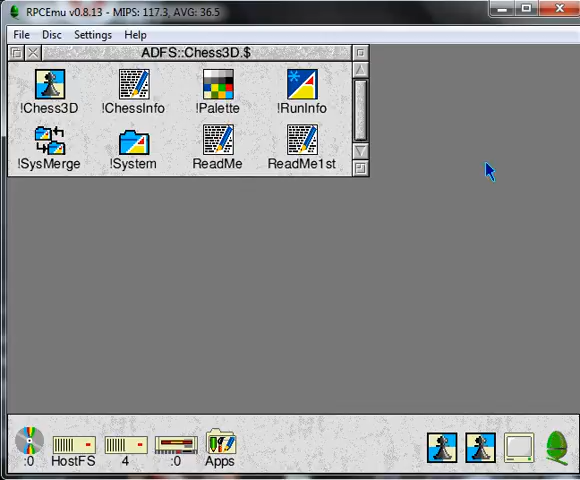 RPCEmu v0.8.13 - MIPS: 117.3, AVG: 36.5
File Disc Settings Help
ADFS::Chess3D.$
!Chess3D !ChessInfo !Palette !RunInfo
!SysMerge !System ReadMe ReadMe1st
:0 HostFS 4 :0 Apps